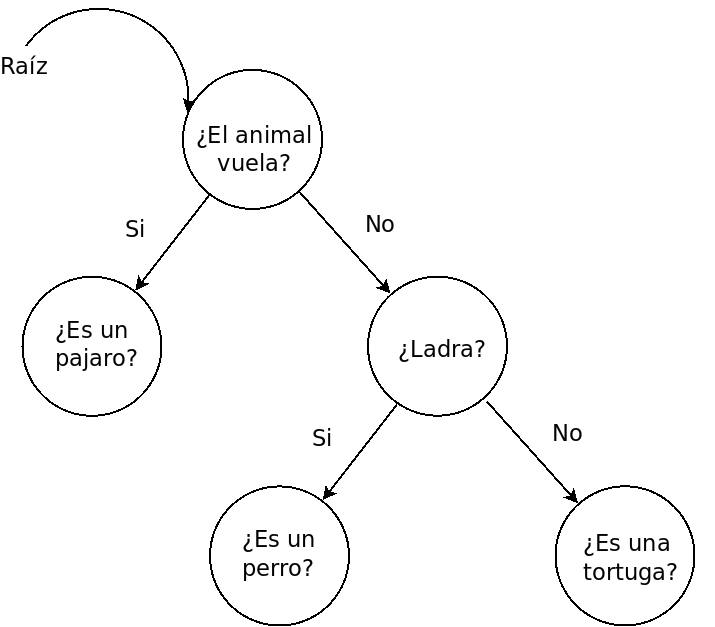 Raíz
¿El animal
vuela?
Si
No
¿Es un
pajaro?
¿Ladra?
Si
No
¿Es un
perro?
¿Es una
tortuga?